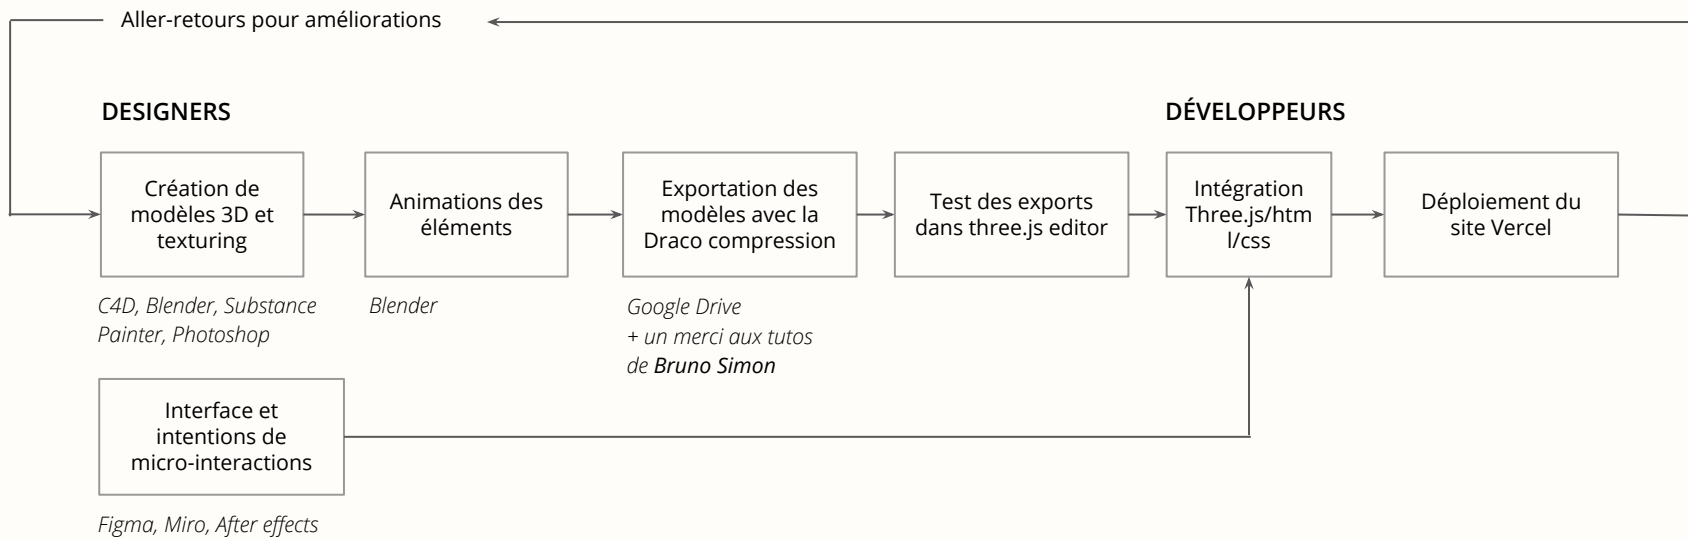 Aller-retours pour améliorations
DESIGNERS
DÉVELOPPEURS
Création de
modèles 3D et
texturing
Animations des
éléments
Exportation des
modèles avec la
Draco compression
Test des exports
dans three.js editor
Intégration
Three.js/htm
l/css
Déploiement du
site Vercel
C4D, Blender, Substance
Painter, Photoshop
Blender
Google Drive
+ un merci aux tutos
de Bruno Simon
Interface et
intentions de
micro-interactions
Figma, Miro, After effects